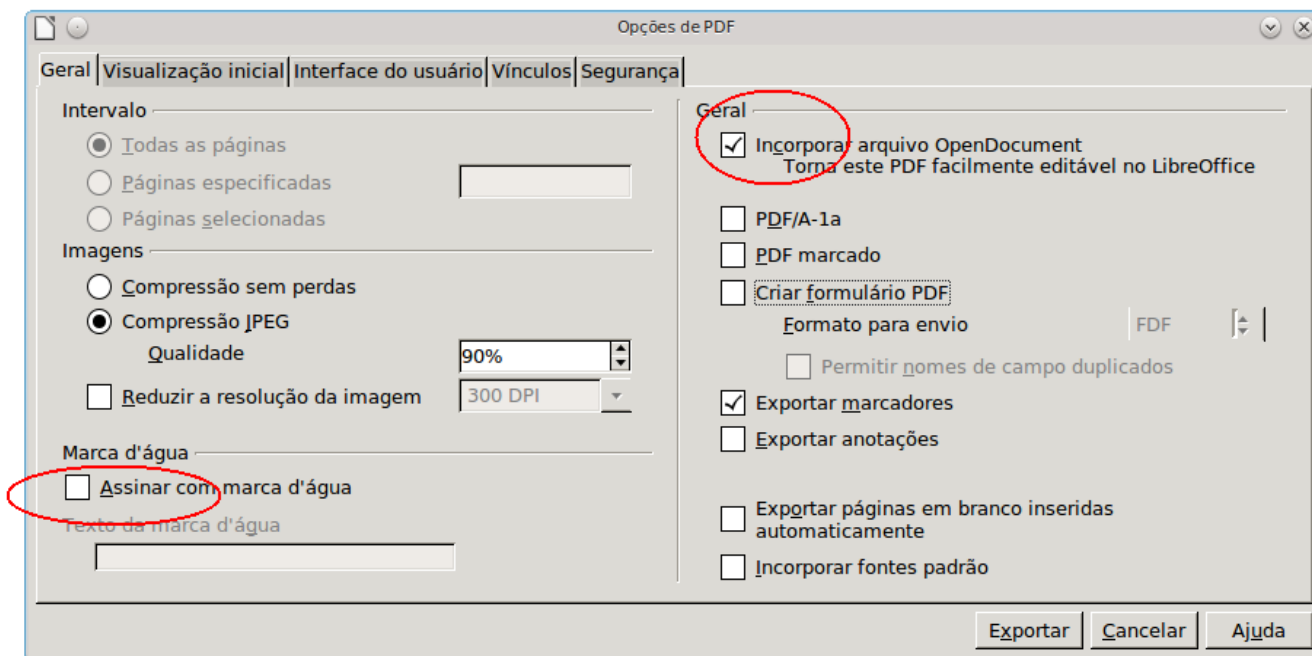 Opções de PDF
Geral Visualização inicial Interface do usuário Vínculos Segurança
Intervalo
Todas as páginas
Páginas especificadas
Páginas selecionadas
Imagens
Compressão sem perdas
Compressão JPEG
Qualidade 90%
Reduzir a resolução da imagem 300 DPI
Marca d'água
Assinar com marca d'água
Texto da marca d'água
Geral
Incorporar arquivo OpenDocument
Torna este PDF facilmente editável no LibreOffice
PDF/A-1a
PDF marcado
Criar formulário PDF
Formato para envio FDF
Permitir nomes de campo duplicados
Exportar marcadores
Exportar anotações
Exportar páginas em branco inseridas
automaticamente
Incorporar fontes padrão
Exportar Cancelar Ajuda